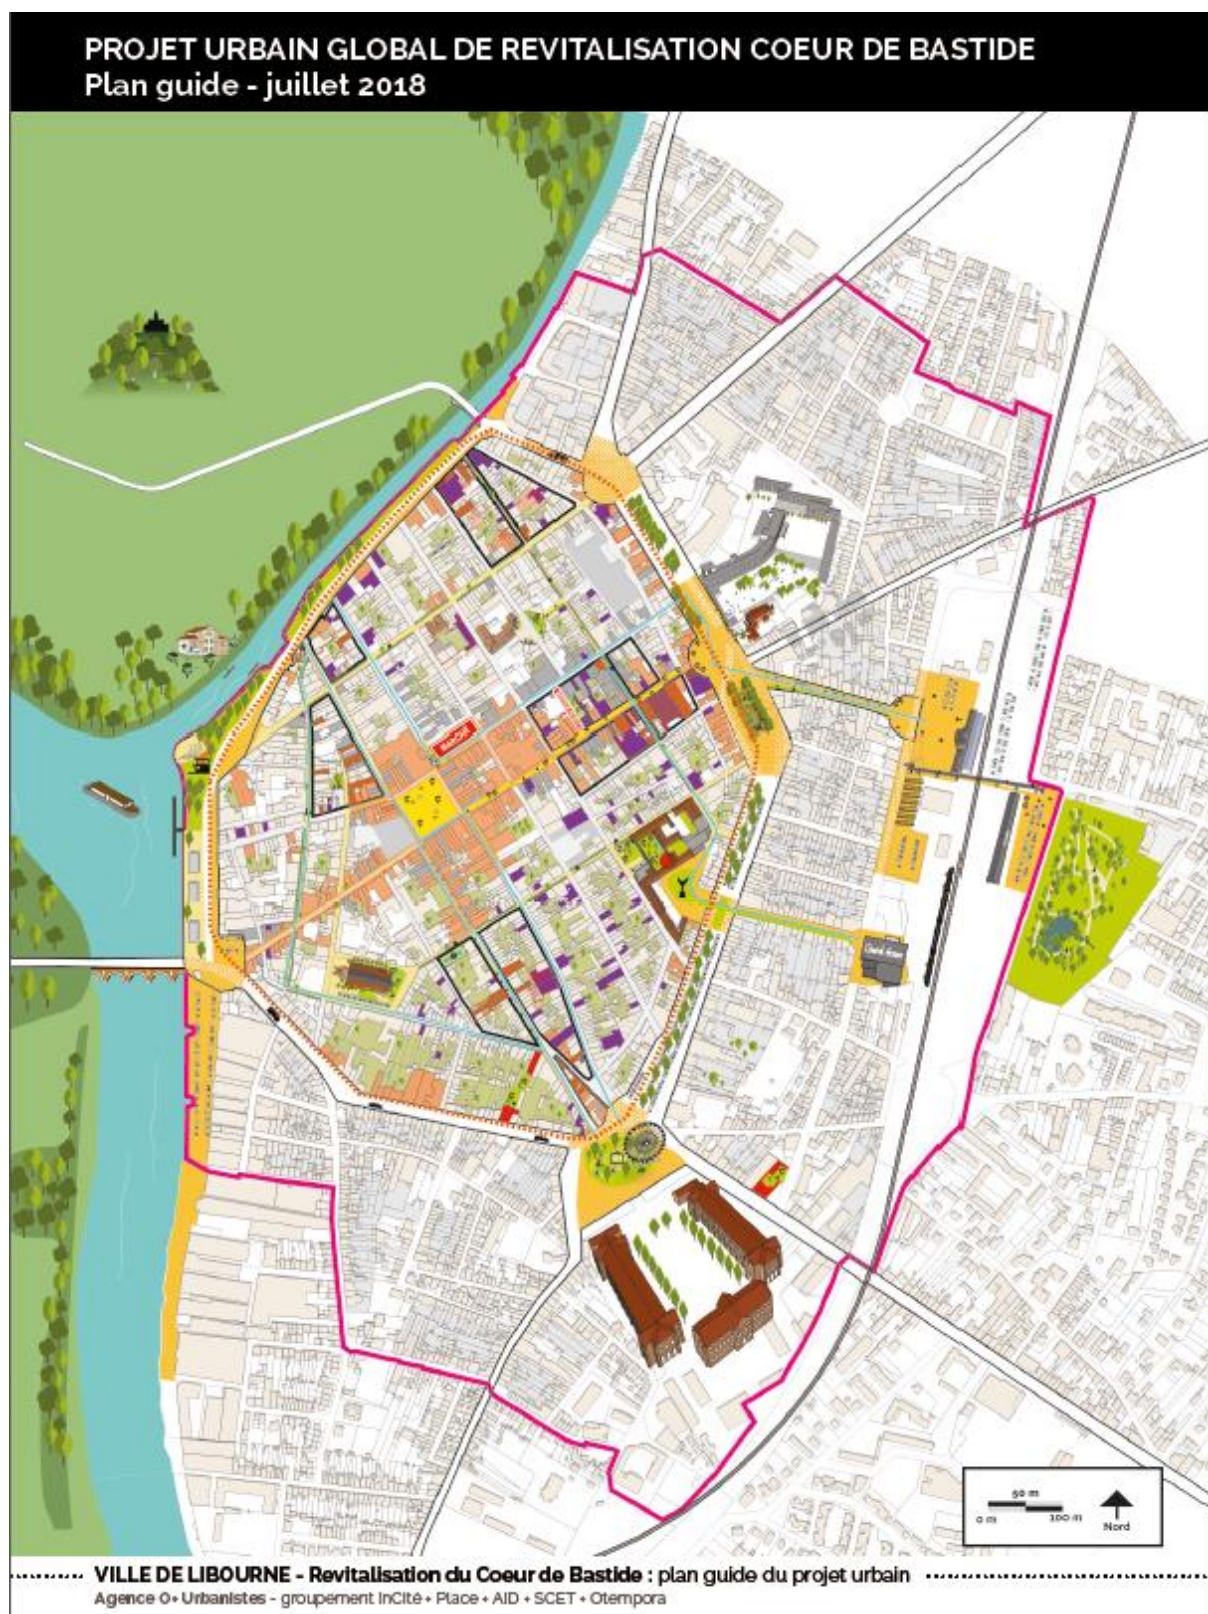 PROJET URBAIN GLOBAL DE REVITALISATION COEUR DE BASTIDE
Plan guide - juillet 2018
MARCHÉ
50 m
0 m
100 m
Nord
VILLE DE LIBOURNE - Revitalisation du Coeur de Bastide : plan guide du projet urbain
Agence O+ Urbanistes - groupement InCité + Place + AID + SCET + Otempora